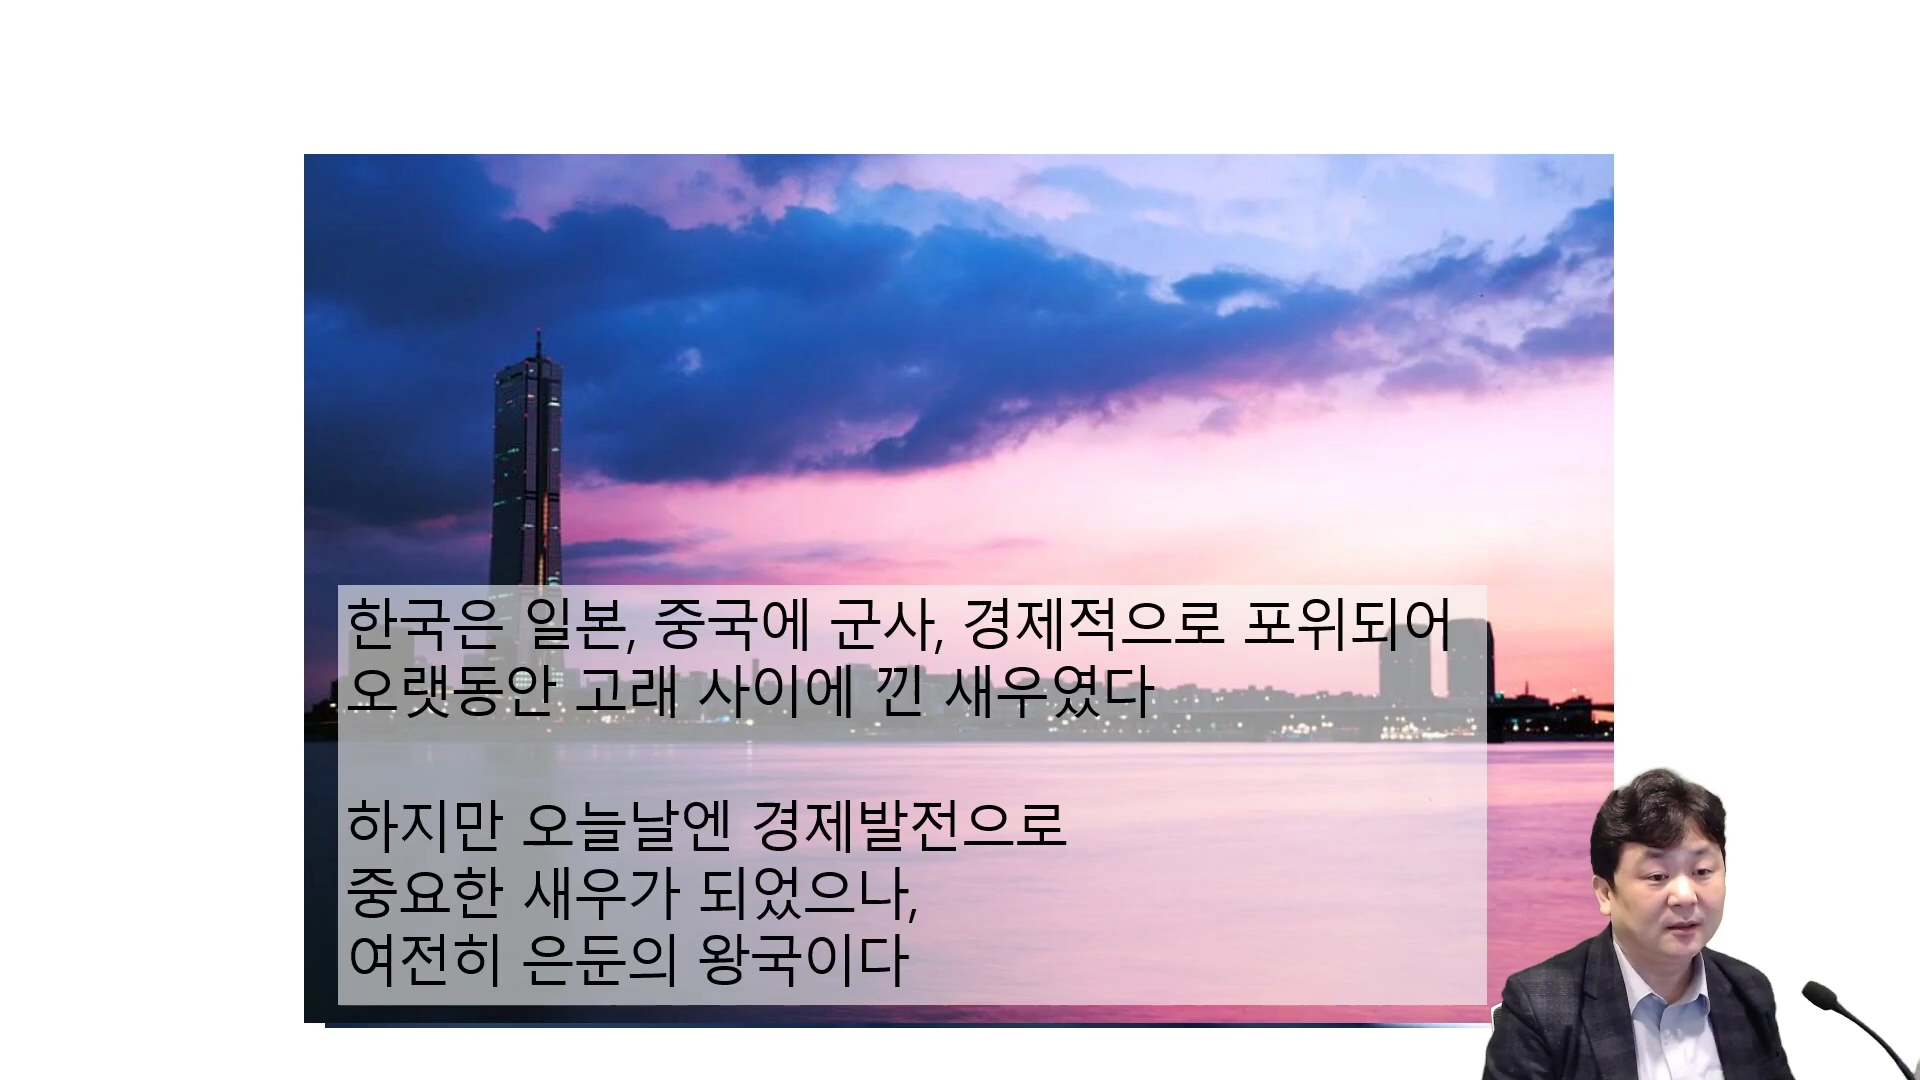 한국은 일본, 중국에 군사, 경제적으로 포위되어
오랫동안 고래 사이에 낀 새우였다
하지만 오늘날엔 경제발전으로
중요한 새우가 되었으나,
여전히 은둔의 왕국이다